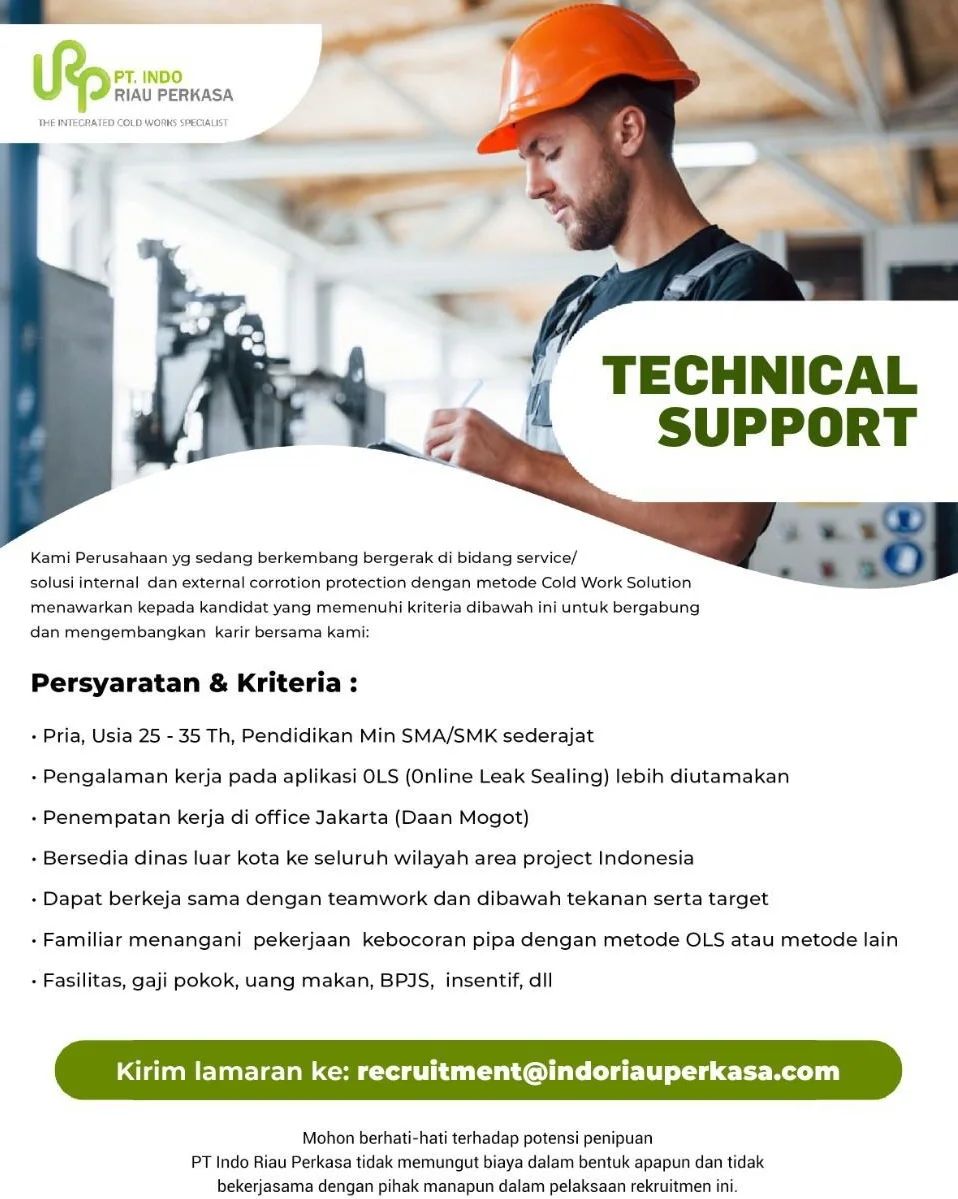 URP PT. INDO
RIAU PERKASA
THE INTEGRATED COLD WORKS SPECIALIST
TECHNICAL
SUPPORT
Kami Perusahaan yg sedang berkembang bergerak di bidang service/
solusi internal dan external corrotion protection dengan metode Cold Work Solution
menawarkan kepada kandidat yang memenuhi kriteria dibawah ini untuk bergabung
dan mengembangkan karir bersama kami:
Persyaratan & Kriteria :
• Pria, Usia 25 - 35 Th, Pendidikan Min SMA/SMK sederajat
• Pengalaman kerja pada aplikasi 0LS (0nline Leak Sealing) lebih diutamakan
• Penempatan kerja di office Jakarta (Daan Mogot)
• Bersedia dinas luar kota ke seluruh wilayah area project Indonesia
• Dapat berkeja sama dengan teamwork dan dibawah tekanan serta target
• Familiar menangani pekerjaan kebocoran pipa dengan metode OLS atau metode lain
• Fasilitas, gaji pokok, uang makan, BPJS, insentif, dll
Kirim lamaran ke: recruitment@indoriauperkasa.com
Mohon berhati-hati terhadap potensi penipuan
PT Indo Riau Perkasa tidak memungut biaya dalam bentuk apapun dan tidak
bekerjasama dengan pihak manapun dalam pelaksaan rekruitmen ini.